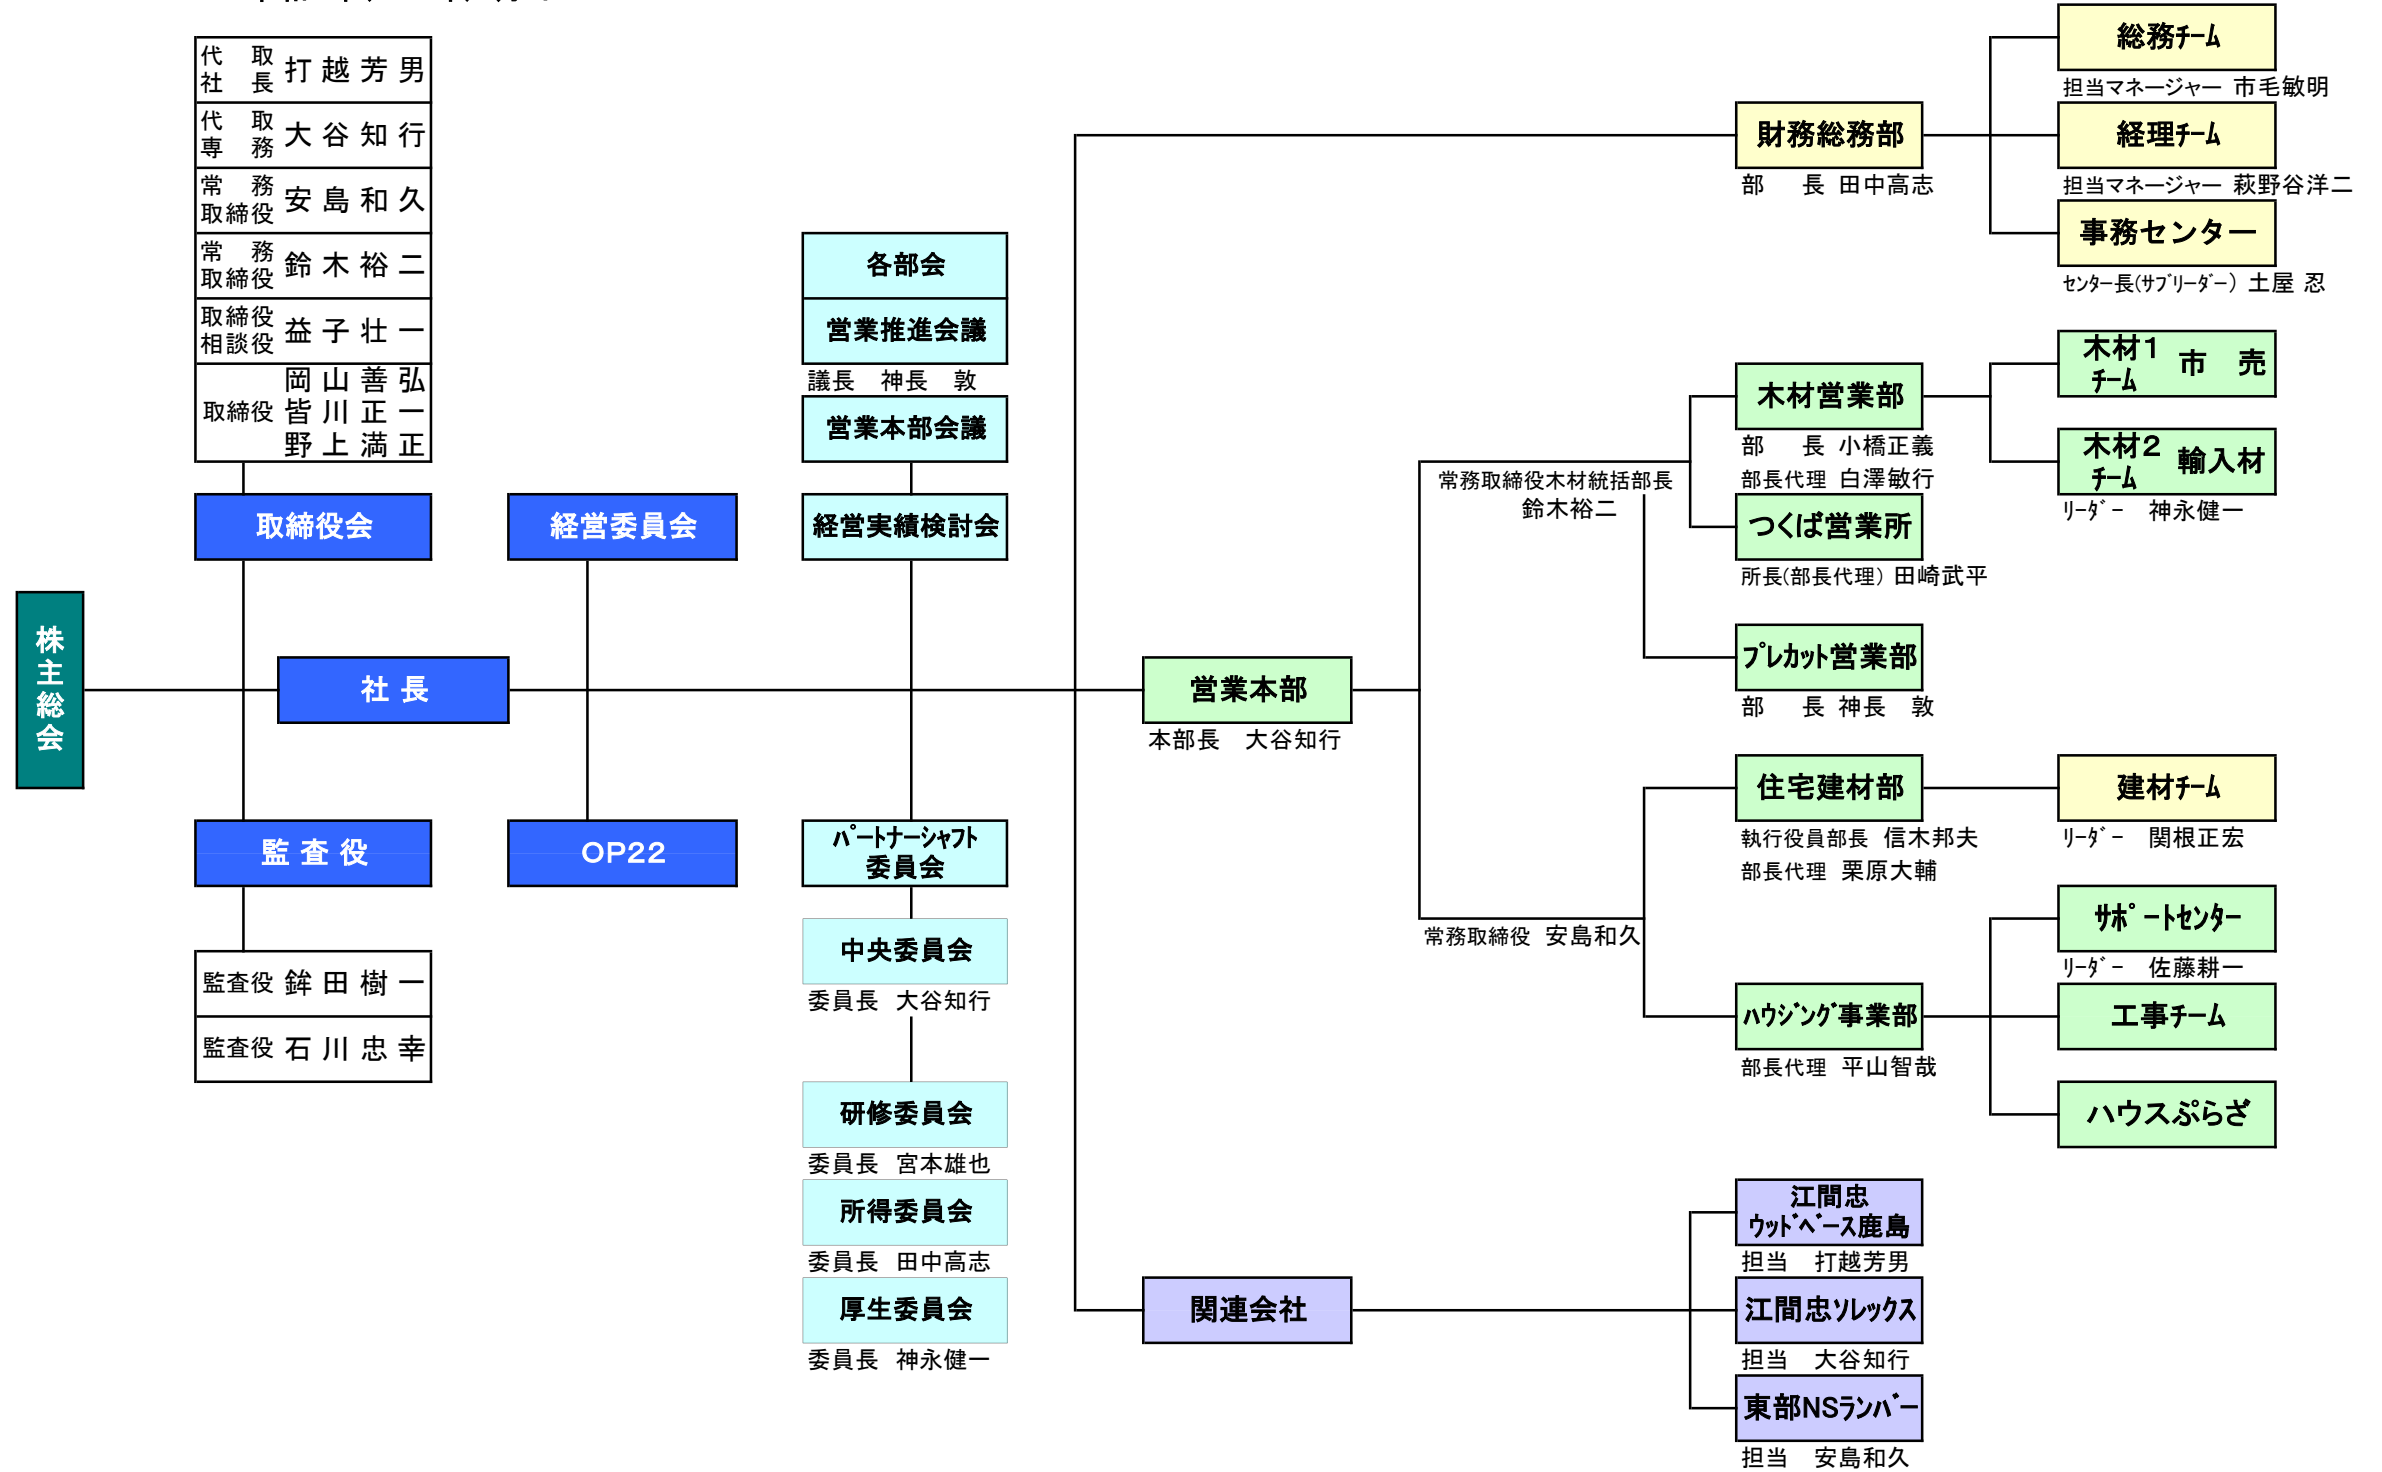 代　取
社　長
打越芳男
代　取
専　務
大谷知行
常　務
取締役
安島和久
常　務
取締役
鈴木裕二
取締役
相談役
益子壮一
取締役
岡山善弘
皆川正一
野上満正
取締役会
株主総会
社長
監査役
監査役 鉾田樹一
監査役 石川忠幸
経営委員会
OP22
各部会
営業推進会議
議長　神長　敦
営業本部会議
経営実績検討会
ﾊﾟｰﾄﾅｰｼｬﾌﾄ
委員会
中央委員会
委員長　大谷知行
研修委員会
委員長　宮本雄也
所得委員会
委員長　田中高志
厚生委員会
委員長　神永健一
財務総務部
部　長 田中高志
総務ﾁｰﾑ
担当マネージャー 市毛敏明
経理ﾁｰﾑ
担当マネージャー 萩野谷洋二
事務センター
ｾﾝﾀｰ長(ｻﾌﾞﾘｰﾀﾞｰ) 土屋 忍
営業本部
本部長　大谷知行
常務取締役木材統括部長
鈴木裕二
木材営業部
部　長 小橋正義
部長代理 白澤敏行
木材1
ﾁｰﾑ
市　売
木材2
ﾁｰﾑ
輸入材
ﾘｰﾀﾞｰ　神永健一
つくば営業所
所長(部長代理) 田崎武平
ﾌﾟﾚｶｯﾄ営業部
部　長 神長　敦
常務取締役 安島和久
住宅建材部
執行役員部長 信木邦夫
部長代理 栗原大輔
建材ﾁｰﾑ
ﾘｰﾀﾞｰ　関根正宏
ﾊｳｼﾞﾝｸﾞ事業部
部長代理 平山智哉
ｻﾎﾟｰﾄｾﾝﾀｰ
ﾘｰﾀﾞｰ　佐藤耕一
工事ﾁｰﾑ
ハウスぷらざ
関連会社
江間忠
ｳｯﾄﾞﾍﾞｰｽ鹿島
担当　打越芳男
江間忠ｿﾚｯｸｽ
担当　大谷知行
東部NSﾗﾝﾊﾞｰ
担当　安島和久